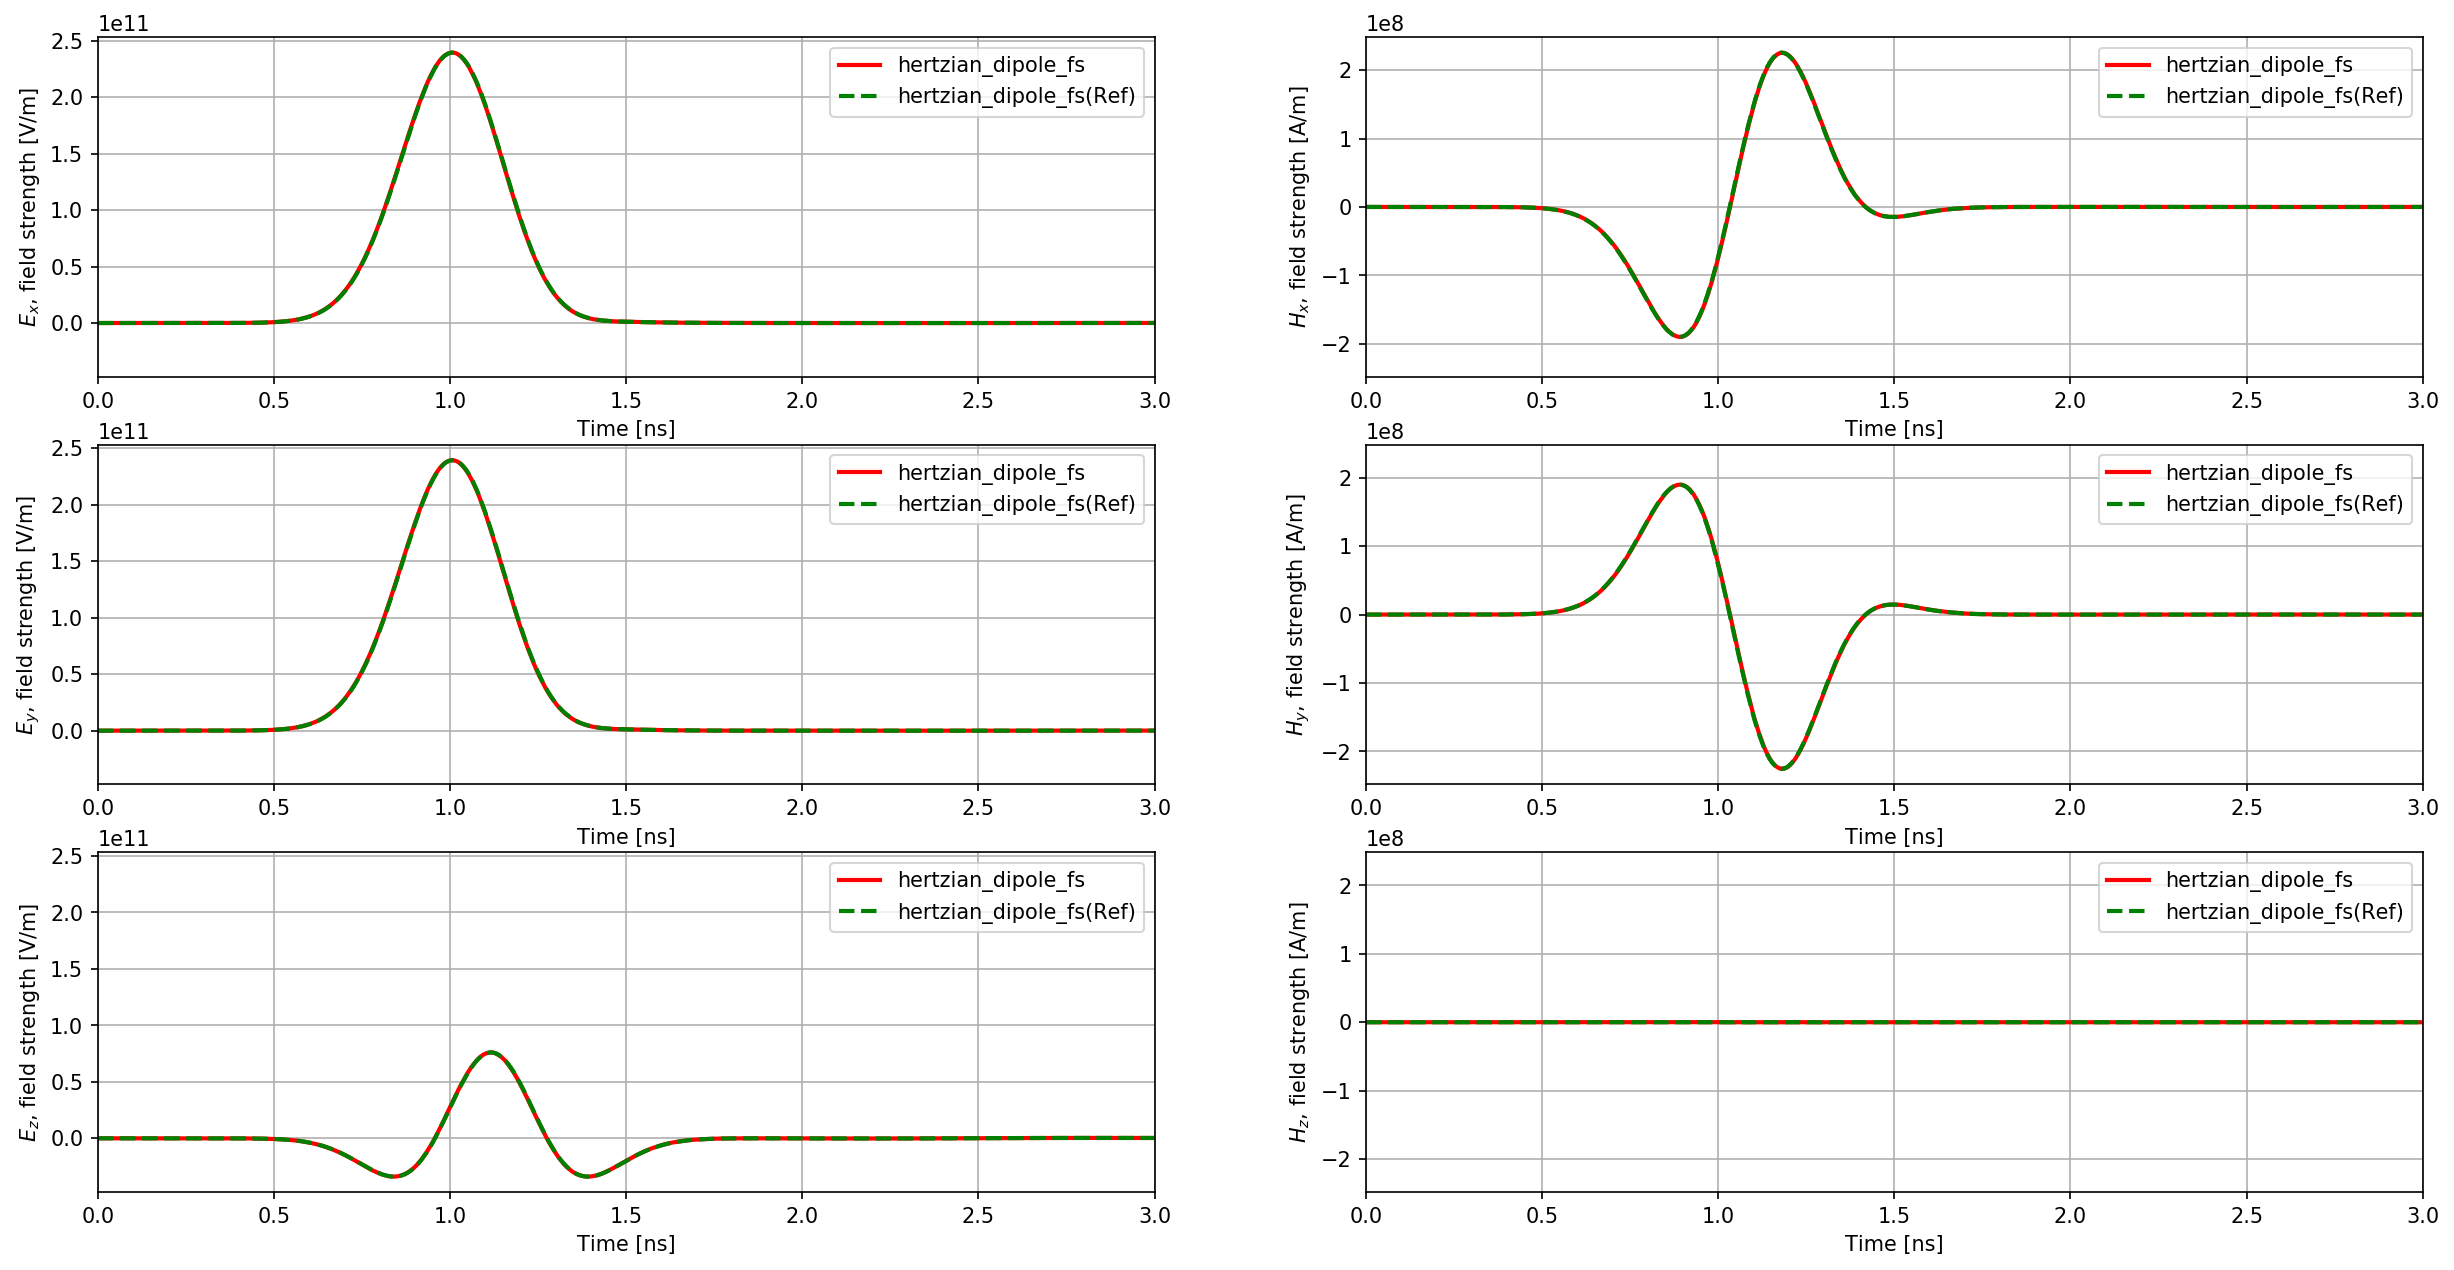 1e11
2.5
2.0
1.5
1.0
0.5
0.0
Ex, field strength [V/m]
hertzian_dipole_fs
hertzian_dipole_fs(Ref)
0.0 0.5 1.0 1.5 2.0 2.5 3.0
Time [ns]
1e8
2
1
0
−1
−2
Hx, field strength [A/m]
hertzian_dipole_fs
hertzian_dipole_fs(Ref)
0.0 0.5 1.0 1.5 2.0 2.5 3.0
Time [ns]
1e11
2.5
2.0
1.5
1.0
0.5
0.0
Ey, field strength [V/m]
hertzian_dipole_fs
hertzian_dipole_fs(Ref)
0.0 0.5 1.0 1.5 2.0 2.5 3.0
Time [ns]
1e8
2
1
0
−1
−2
Hy, field strength [A/m]
hertzian_dipole_fs
hertzian_dipole_fs(Ref)
0.0 0.5 1.0 1.5 2.0 2.5 3.0
Time [ns]
1e11
2.5
2.0
1.5
1.0
0.5
0.0
Ez, field strength [V/m]
hertzian_dipole_fs
hertzian_dipole_fs(Ref)
0.0 0.5 1.0 1.5 2.0 2.5 3.0
Time [ns]
1e8
2
1
0
−1
−2
Hz, field strength [A/m]
hertzian_dipole_fs
hertzian_dipole_fs(Ref)
0.0 0.5 1.0 1.5 2.0 2.5 3.0
Time [ns]